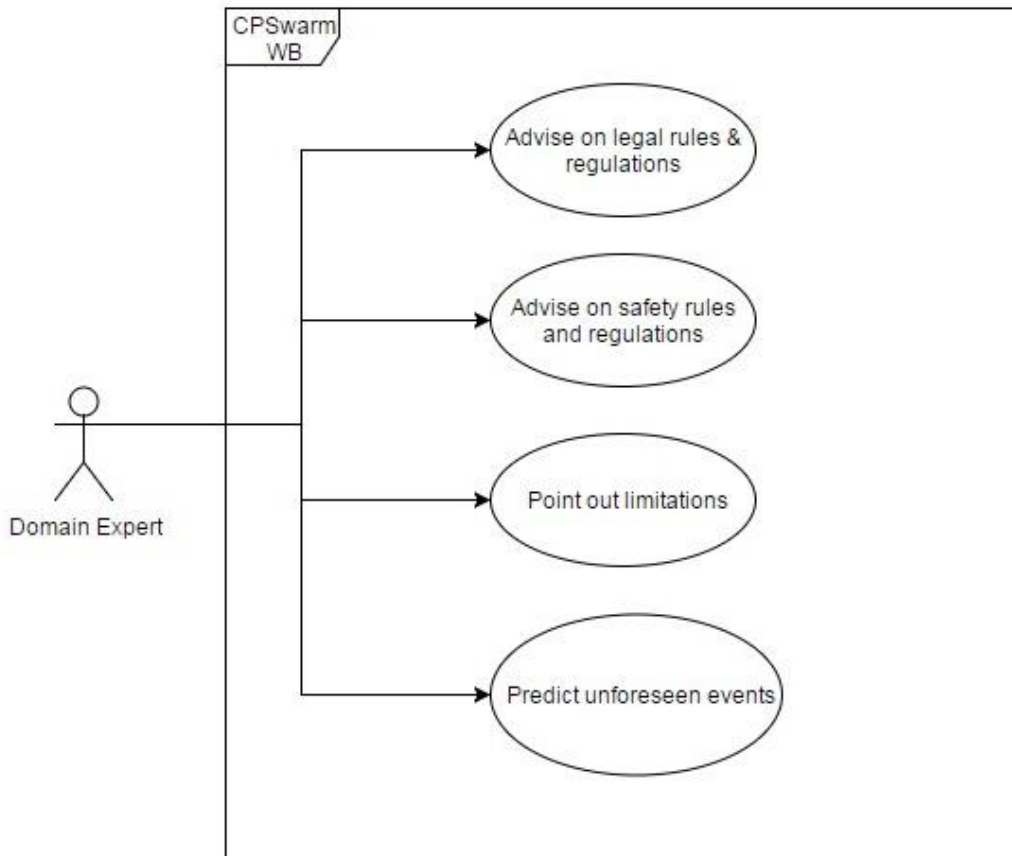 CPSwarm
WB
Advise on legal rules &
regulations
Advise on safety rules
and regulations
Domain Expert
Point out limitations
Predict unforeseen events